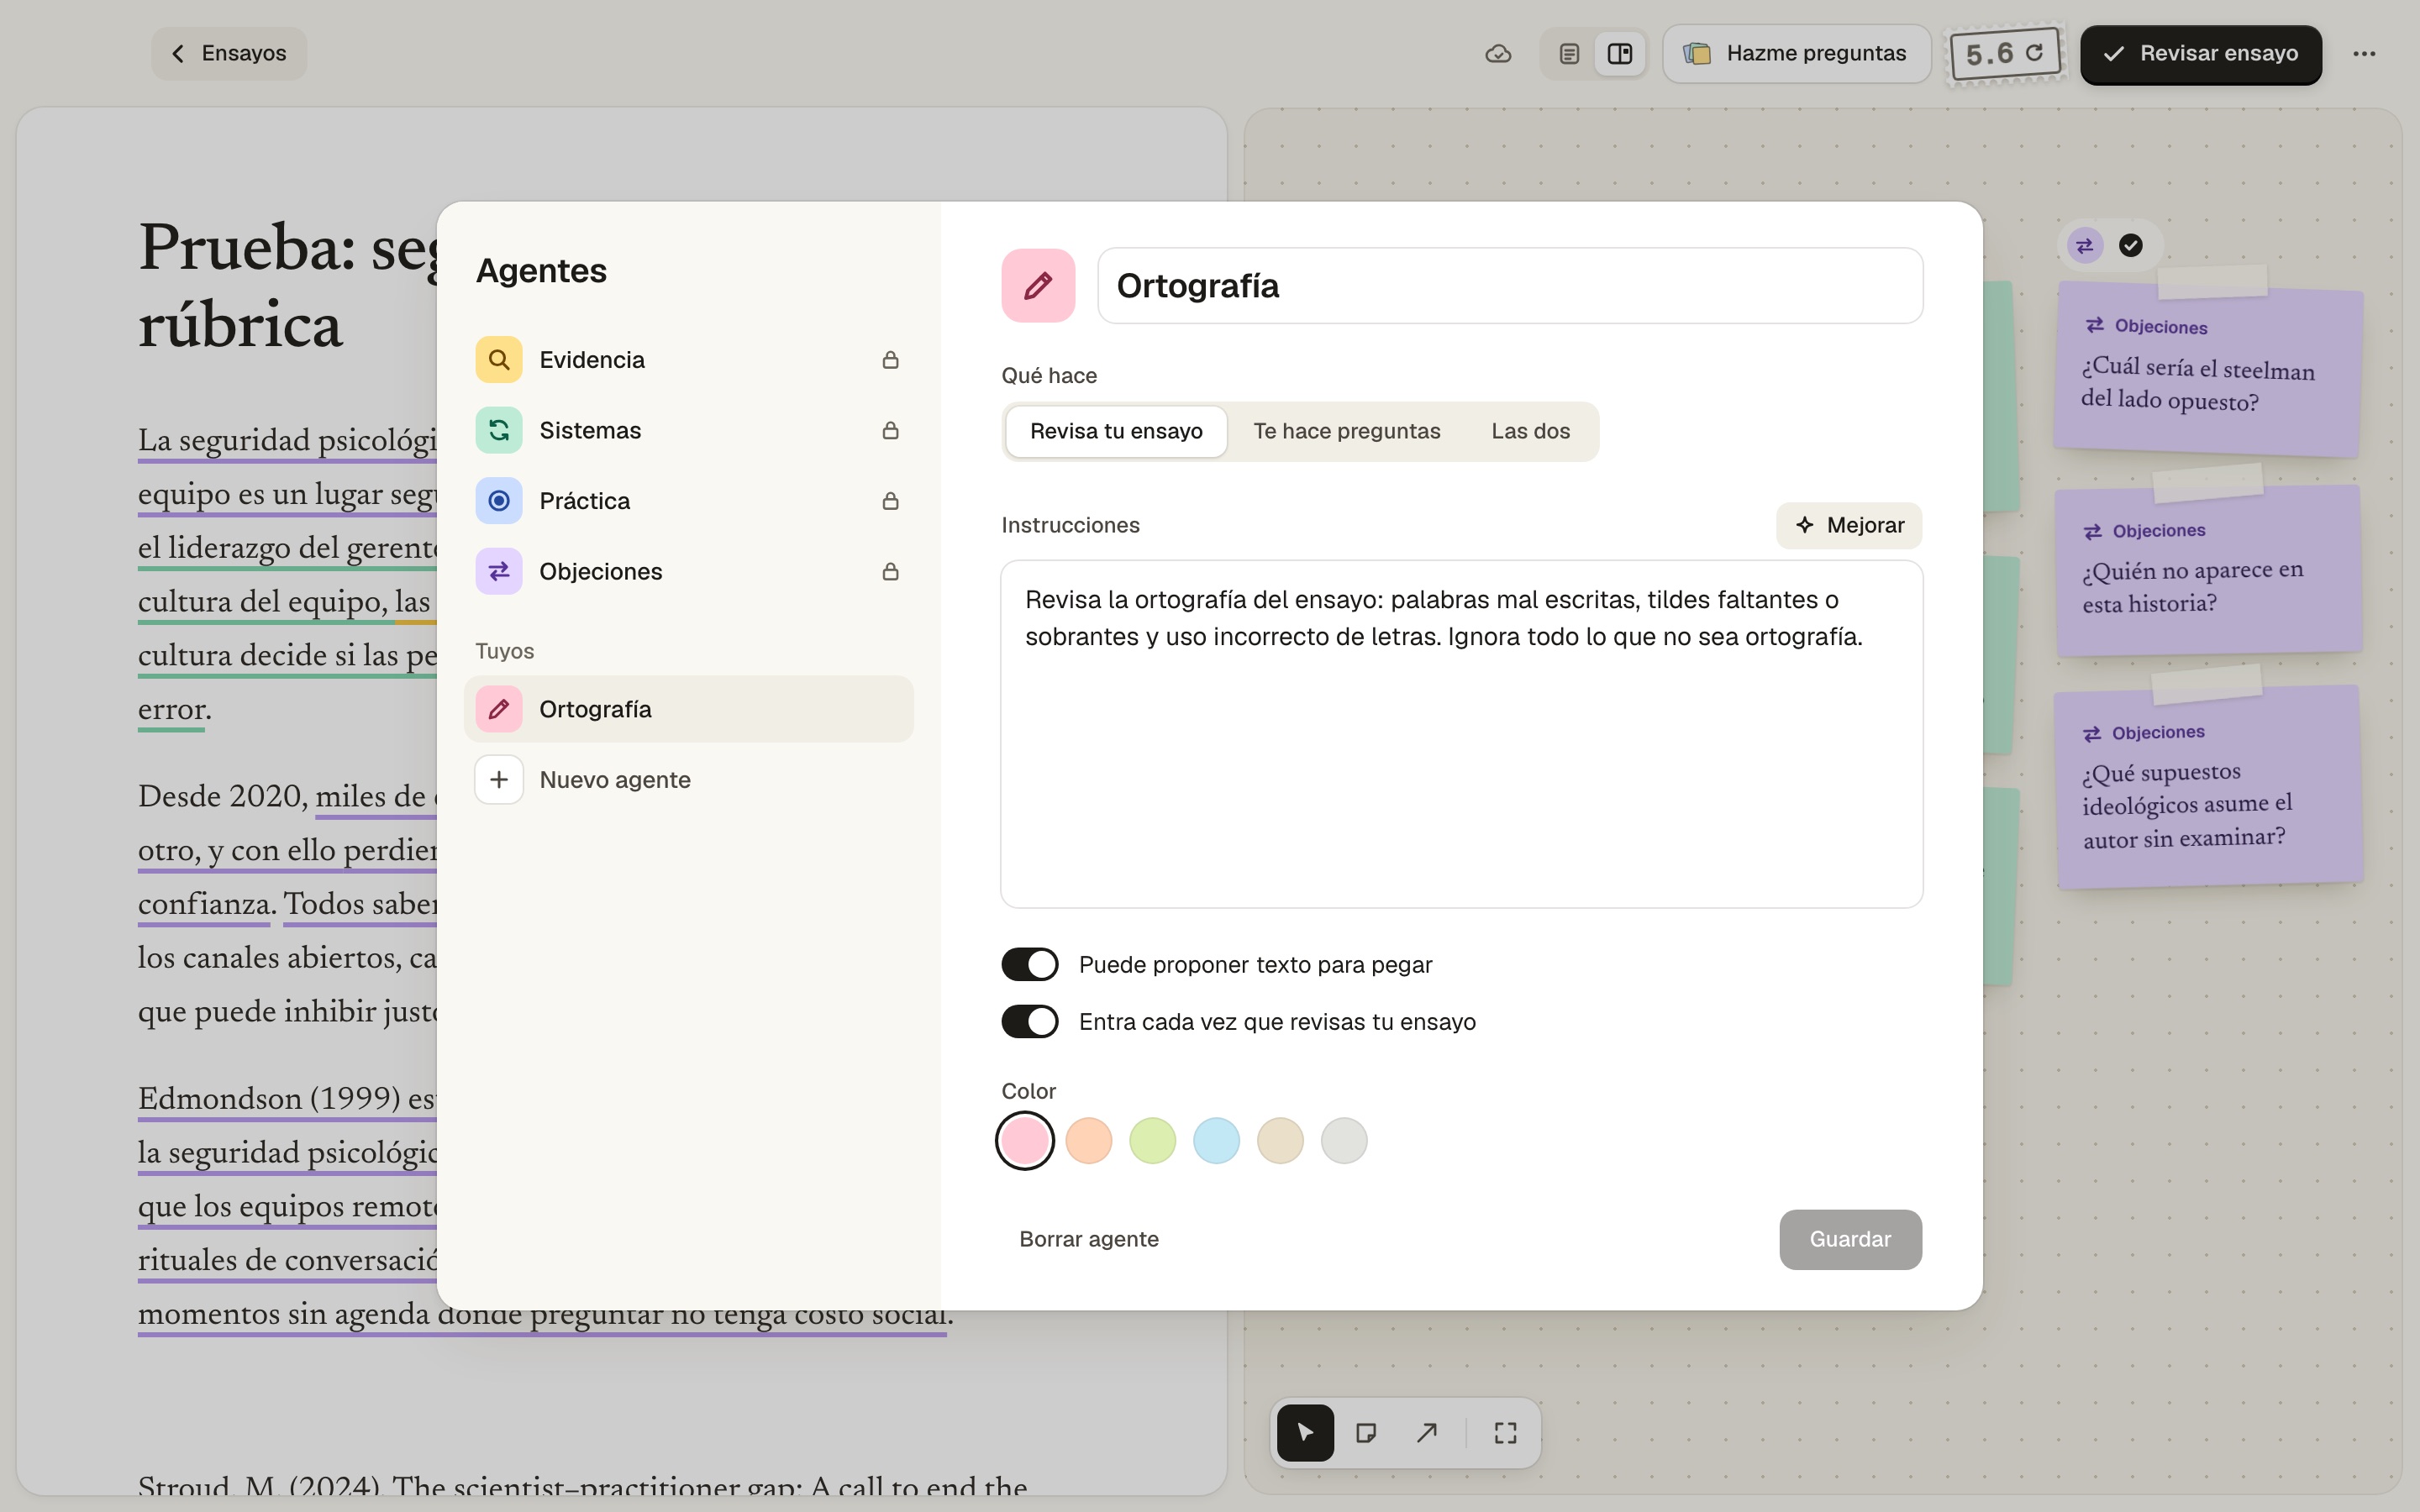 Ensayos
Hazme preguntas
5.6
Revisar ensayo
Prueba: seg
rúbrica
La seguridad psicológi
equipo es un lugar segu
el liderazgo del gerente
cultura del equipo, las
cultura decide si las pe
error.
Desde 2020, miles de
otro, y con ello perdier
confianza. Todos saben
los canales abiertos, ca
que puede inhibir justo
Edmondson (1999) est
la seguridad psicológic
que los equipos remoto
rituales de conversació
momentos sin agenda donde preguntar no tenga costo social.
Stroud, M. (2024). The scientist–practitioner gap: A call to end the
Agentes
Evidencia
Sistemas
Práctica
Objeciones
Tuyos
Ortografía
Nuevo agente
Ortografía
Qué hace
Revisa tu ensayo
Te hace preguntas
Las dos
Instrucciones
Mejorar
Revisa la ortografía del ensayo: palabras mal escritas, tildes faltantes o
sobrantes y uso incorrecto de letras. Ignora todo lo que no sea ortografía.
Puede proponer texto para pegar
Entra cada vez que revisas tu ensayo
Color
Borrar agente
Guardar
Objeciones
¿Cuál sería el steelman
del lado opuesto?
Objeciones
¿Quién no aparece en
esta historia?
Objeciones
¿Qué supuestos
ideológicos asume el
autor sin examinar?